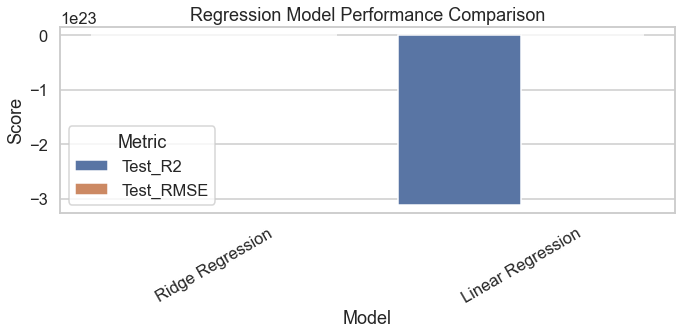 Regression Model Performance Comparison
1e23
0
−1
−2
−3
Score
Metric
Test_R2
Test_RMSE
Ridge Regression
Linear Regression
Model